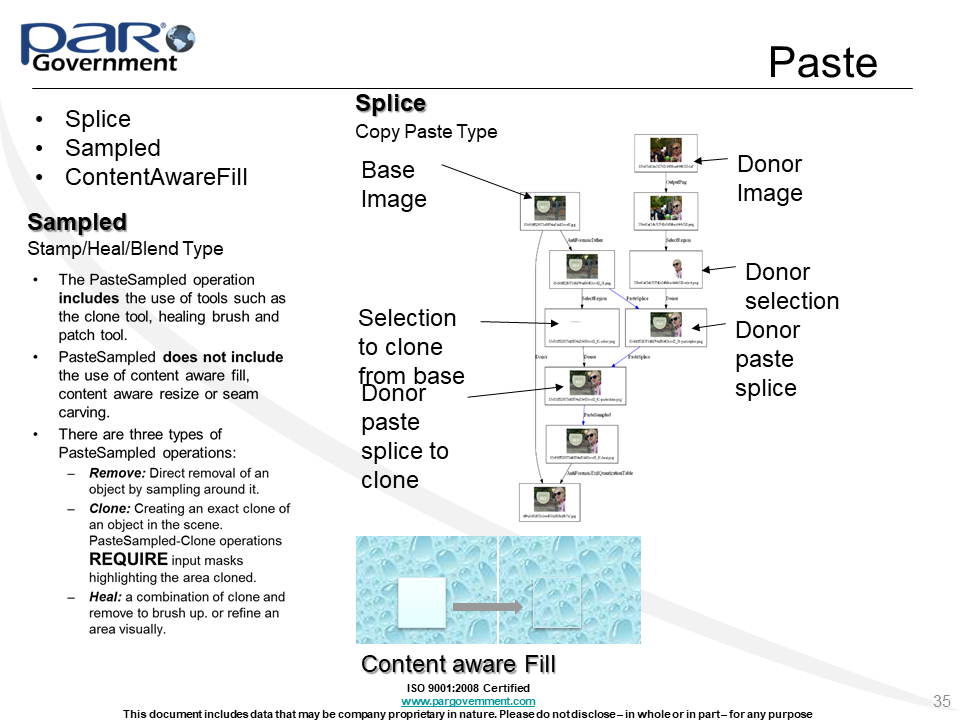 PAR
Government
Paste
• Splice
• Sampled
• ContentAwareFill
Sampled
Stamp/Heal/Blend Type
• The PasteSampled operation
includes the use of tools such as
the clone tool, healing brush and
patch tool.
• PasteSampled does not include
the use of content aware fill,
content aware resize or seam
carving.
• There are three types of
PasteSampled operations:
– Remove: Direct removal of an
object by sampling around it.
– Clone: Creating an exact clone of
an object in the scene.
PasteSampled-Clone operations
REQUIRE input masks
highlighting the area cloned.
– Heal: a combination of clone and
remove to brush up. or refine an
area visually.
Splice
Copy Paste Type
Base
Image
Donor
Image
OutputPng
AntiForensicDither
SelectRegion
Donor
selection
SelectRegion
PasteSplice
Donor
Selection
to clone
from base
Donor
paste
splice
Donor
Donor
PasteSplice
Donor
paste
splice to
clone
PasteSampled
AntiForensicExifQuantizationTable
Content aware Fill
ISO 9001:2008 Certified
www.pargovernment.com
This document includes data that may be company proprietary in nature. Please do not disclose – in whole or in part – for any purpose
35